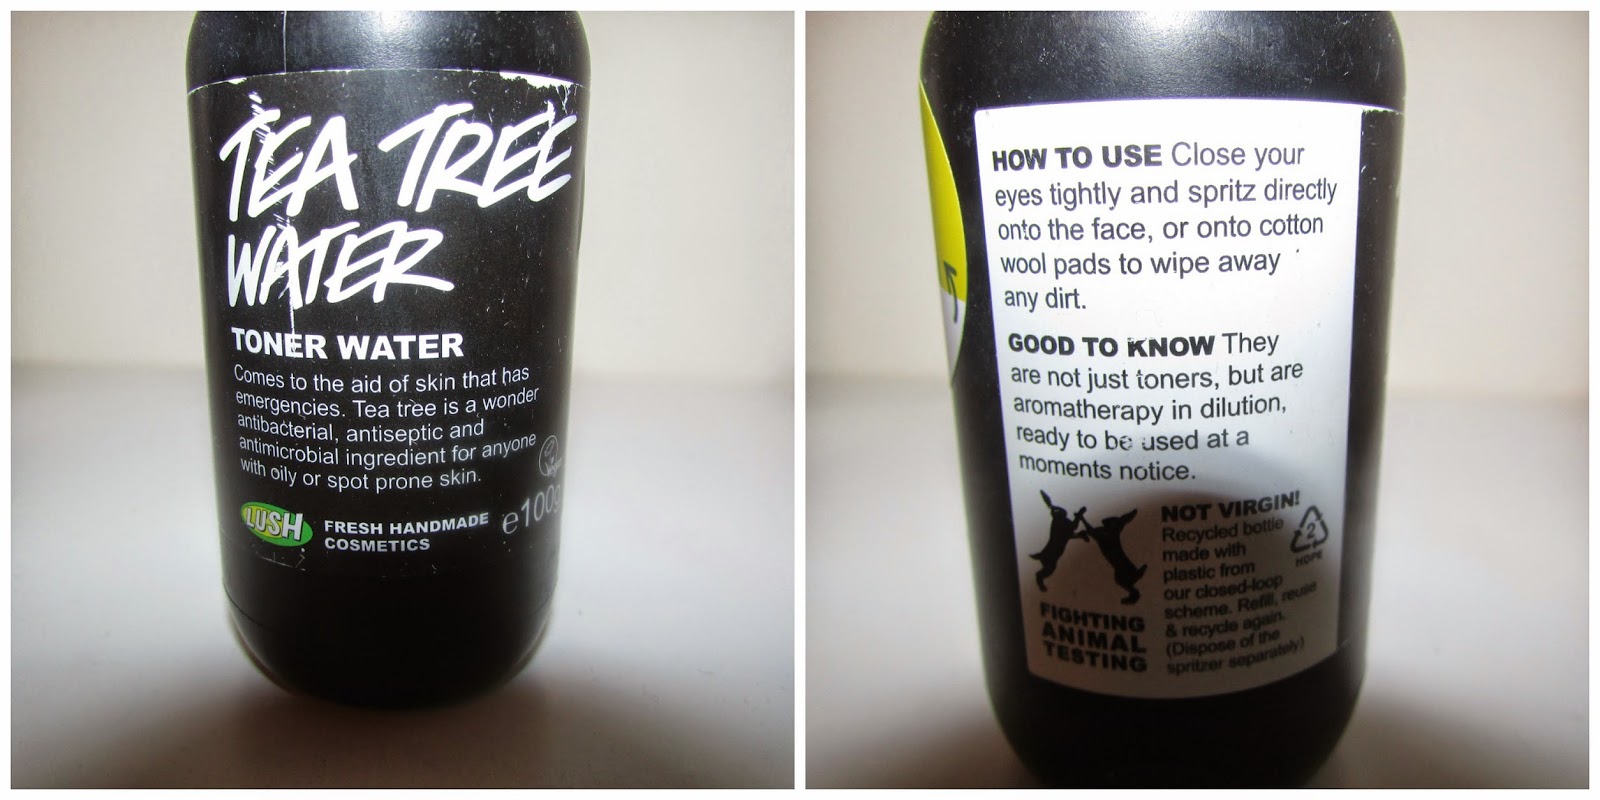 TEA TREE
WATER
TONER WATER
Comes to the aid of skin that has
emergencies. Tea tree is a wonder
antibacterial, antiseptic and
antimicrobial ingredient for anyone
with oily or spot prone skin.
LUSH
FRESH HANDMADE
COSMETICS
e100g
HOW TO USE Close your
eyes tightly and spritz directly
onto the face, or onto cotton
wool pads to wipe away
any dirt.
GOOD TO KNOW They
are not just toners, but are
aromatherapy in dilution,
ready to be used at a
moments notice.
FIGHTING
ANIMAL
TESTING
NOT VIRGIN!
Recycled bottle
made with
plastic from
our closed-loop
scheme. Refill, reuse
& recycle again.
(Dispose of the
spritzer separately)
2
HDPE